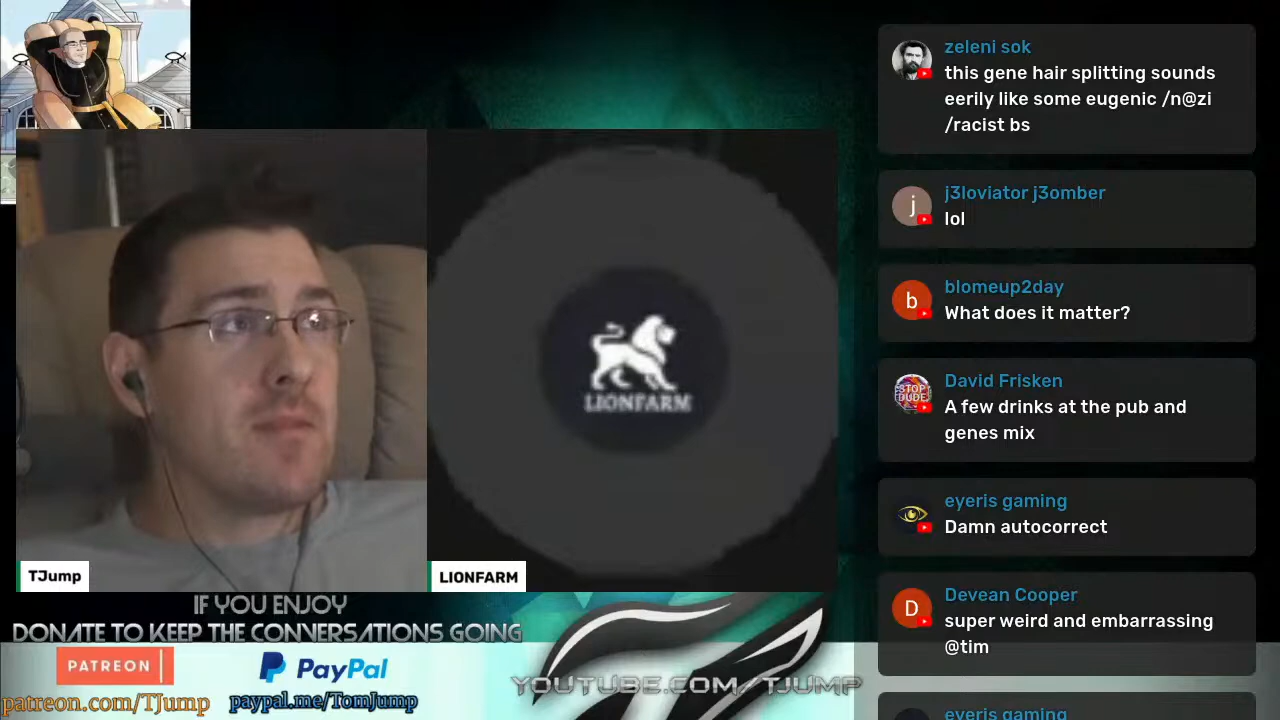 zeleni sok
this gene hair splitting sounds
eerily like some eugenic /n@zi
/racist bs
j3loviator j3omber
j
lol
blomeup2day
b
What does it matter?
David Frisken
STOP
DUDE
A few drinks at the pub and
genes mix
eyeris gaming
Damn autocorrect
Devean Cooper
D
super weird and embarrassing
@tim
eyeris gaming
LIONFARM
TJump
LIONFARM
IF YOU ENJOY
DONATE TO KEEP THE CONVERSATIONS GOING
PATREON
PayPal
patreon.com/TJump
paypal.me/TomJump
YOUTUBE.COM/TJUMP